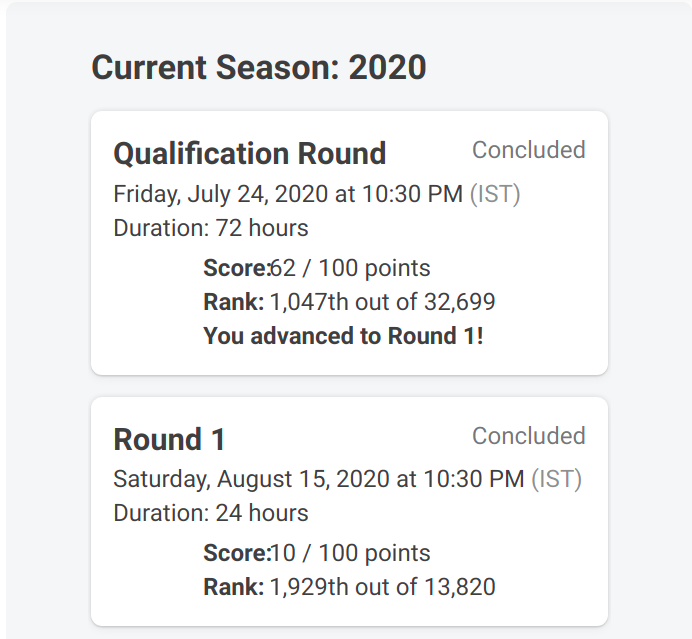 Current Season: 2020
Qualification Round Concluded
Friday, July 24, 2020 at 10:30 PM (IST)
Duration: 72 hours
Score:62 / 100 points
Rank: 1,047th out of 32,699
You advanced to Round 1!
Round 1 Concluded
Saturday, August 15, 2020 at 10:30 PM (IST)
Duration: 24 hours
Score:10 / 100 points
Rank: 1,929th out of 13,820